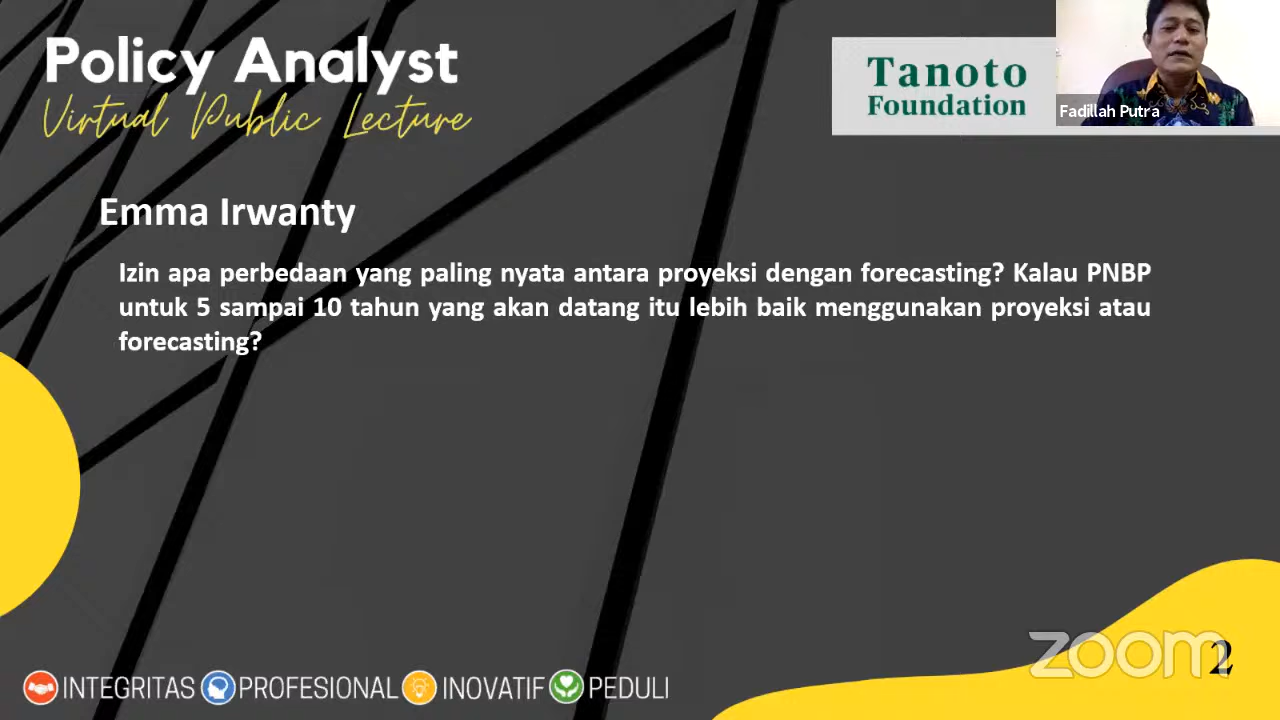 Policy Analyst
Virtual Public Lecture
Tanoto
Foundation
Fadillah Putra
Emma Irwanty
Izin apa perbedaan yang paling nyata antara proyeksi dengan forecasting? Kalau PNBP
untuk 5 sampai 10 tahun yang akan datang itu lebih baik menggunakan proyeksi atau
forecasting?
zoom
2
INTEGRITAS PROFESIONAL INOVATIF PEDULI